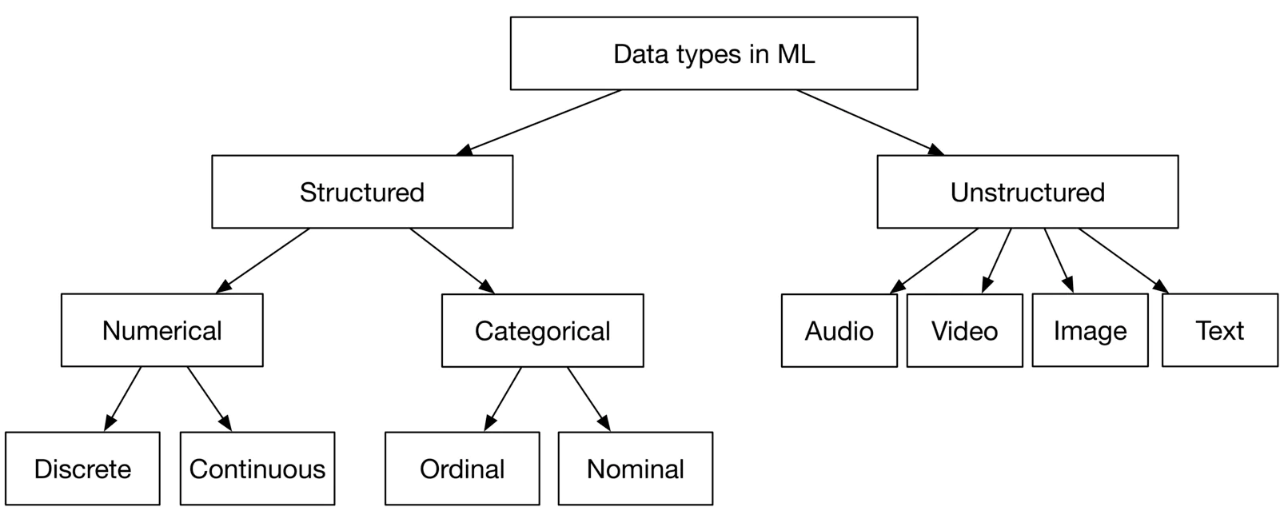 Data types in ML
Structured
Unstructured
Numerical
Categorical
Audio
Video
Image
Text
Discrete
Continuous
Ordinal
Nominal